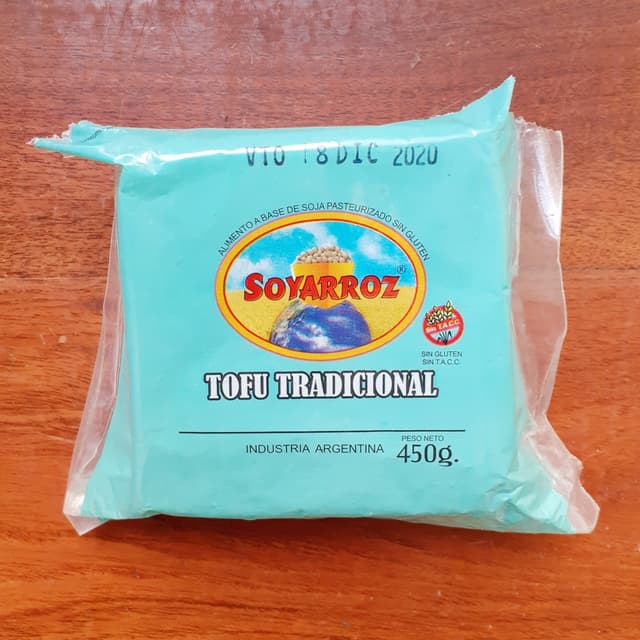 VTO 18 DIC 2020
ALIMENTO A BASE DE SOJA PASTEURIZADO SIN GLUTEN
SOYARROZ®
Sin T.A.C.C.
SIN GLUTEN
SIN T.A.C.C.
TOFU TRADICIONAL
INDUSTRIA ARGENTINA
PESO NETO
450g.